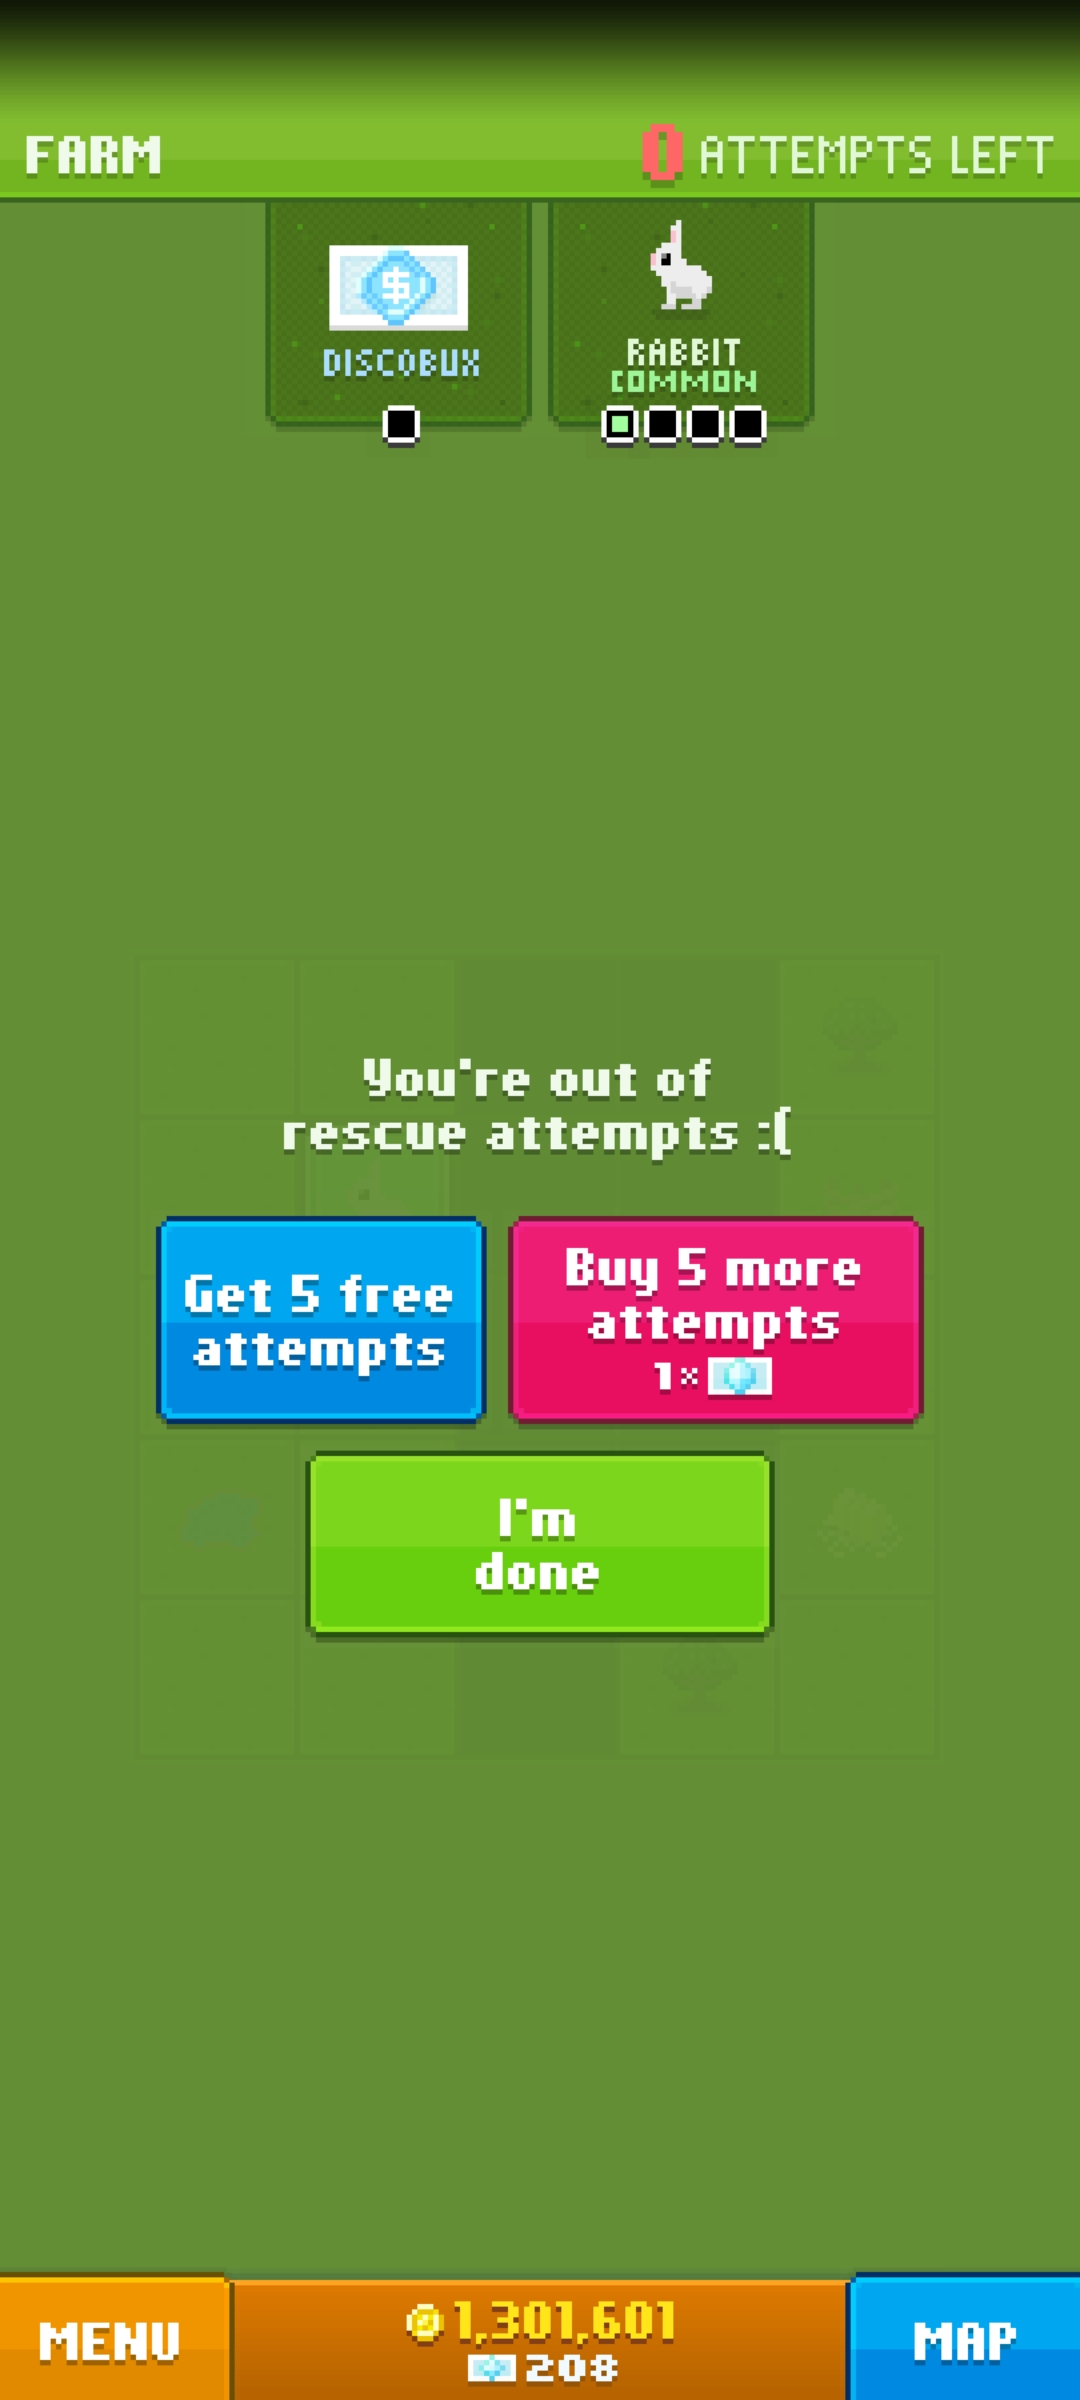 FARM
0 ATTEMPTS LEFT
$
DISCOBUX
RABBIT
COMMON
You're out of
rescue attempts :(
Get 5 free
attempts
Buy 5 more
attempts
1×
I'm
done
MENU
1,301,601
208
MAP